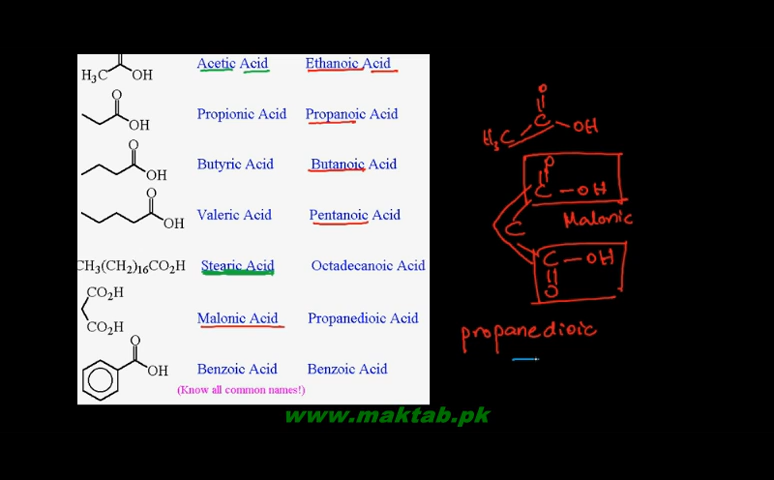 O
H₃C OH Acetic Acid Ethanoic Acid
O
OH Propionic Acid Propanoic Acid
O
OH Butyric Acid Butanoic Acid
O
OH Valeric Acid Pentanoic Acid
CH₃(CH₂)₁₆CO₂H Stearic Acid Octadecanoic Acid
CO₂H
CO₂H Malonic Acid Propanedioic Acid
O
OH Benzoic Acid Benzoic Acid
(Know all common names!)
O
H₃C C OH
O
C OH
C Malonic
C OH
O
propanedioic
www.maktab.pk